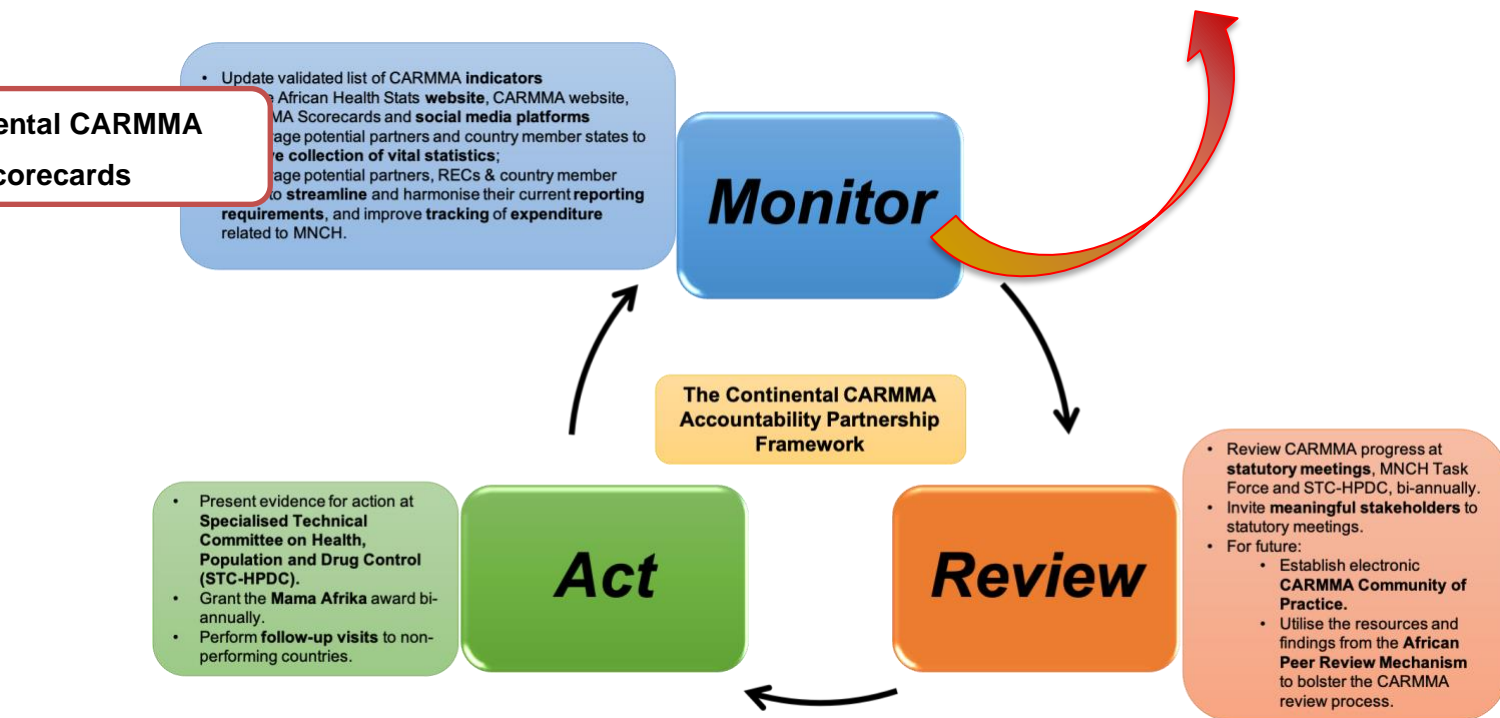 • Update validated list of CARMMA indicators
African Health Stats website, CARMMA website,
Scorecards and social media platforms
potential partners and country member states to
collection of vital statistics;
potential partners, RECs & country member
to streamline and harmonise their current reporting
requirements, and improve tracking of expenditure
related to MNCH.
CARMMA
Monitor
The Continental CARMMA
Accountability Partnership
Framework
• Present evidence for action at
Specialised Technical
Committee on Health,
Population and Drug Control
(STC-HPDC).
• Grant the Mama Afrika award bi-
annually.
• Perform follow-up visits to non-
performing countries.
Act
Review
• Review CARMMA progress at
statutory meetings, MNCH Task
Force and STC-HPDC, bi-annually.
• Invite meaningful stakeholders to
statutory meetings.
• For future:
• Establish electronic
CARMMA Community of
Practice.
• Utilise the resources and
findings from the African
Peer Review Mechanism
to bolster the CARMMA
review process.